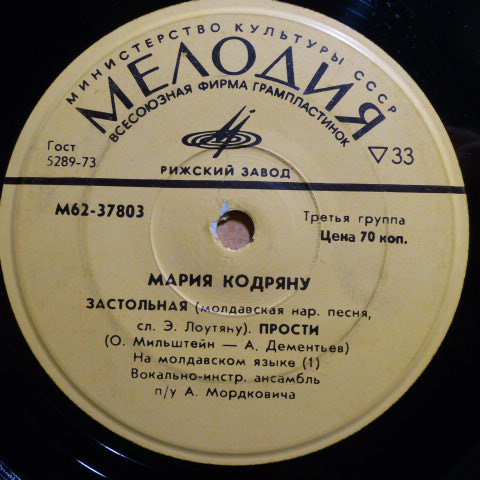 МИНИСТЕРСТВО КУЛЬТУРЫ СССР
МЕЛОДИЯ
ВСЕСОЮЗНАЯ ФИРМА ГРАМПЛАСТИНОК
Гост
5289-73
▽33
РИЖСКИЙ ЗАВОД
М62-37803
Третья группа
Цена 70 коп.
МАРИЯ КОДРЯНУ
ЗАСТОЛЬНАЯ (молдавская нар. песня,
сл. Э. Лоутяну). ПРОСТИ
(О. Мильштейн — А. Дементьев)
На молдавском языке (1)
Вокально-инстр. ансамбль
п/у А. Мордковича